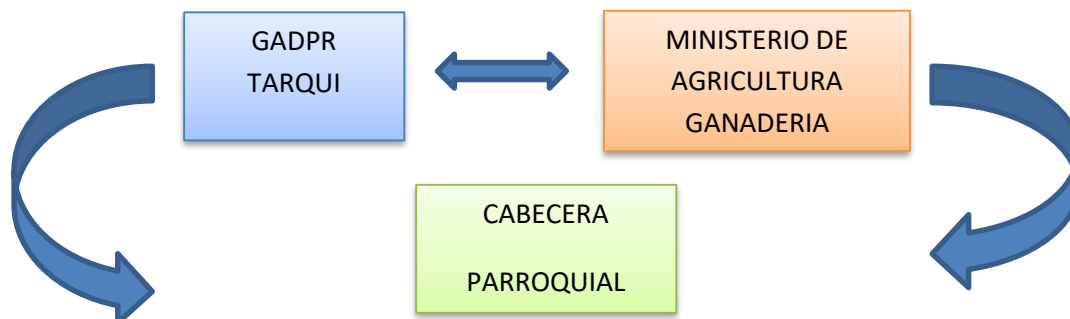 GADPR
TARQUI
MINISTERIO DE
AGRICULTURA
GANADERIA
CABECERA
PARROQUIAL